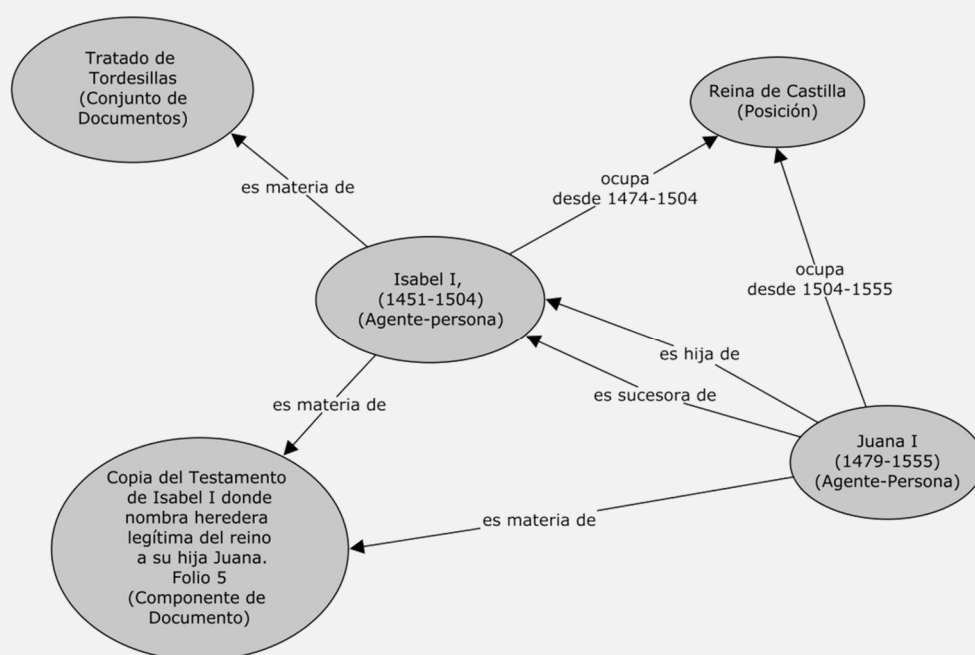 Tratado de
Tordesillas
(Conjunto de
Documentos)
Reina de Castilla
(Posición)
es materia de
ocupa
desde 1474-1504
Isabel I,
(1451-1504)
(Agente-persona)
ocupa
desde 1504-1555
es hija de
es sucesora de
es materia de
Juana I
(1479-1555)
(Agente-Persona)
Copia del Testamento
de Isabel I donde
nombra heredera
legítima del reino
a su hija Juana.
Folio 5
(Componente de
Documento)
es materia de